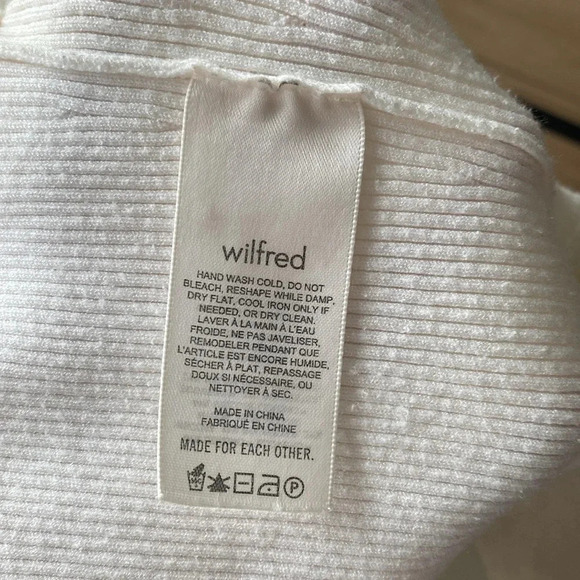 wilfred
HAND WASH COLD, DO NOT
BLEACH, RESHAPE WHILE DAMP,
DRY FLAT, COOL IRON ONLY IF
NEEDED, OR DRY CLEAN.
LAVER À LA MAIN À L'EAU
FROIDE, NE PAS JAVELISER,
REMODELER PENDANT QUE
L'ARTICLE EST ENCORE HUMIDE,
SÉCHER À PLAT, REPASSAGE
DOUX SI NÉCESSAIRE, OU
NETTOYER À SEC.
MADE IN CHINA
FABRIQUÉ EN CHINE
MADE FOR EACH OTHER.
P